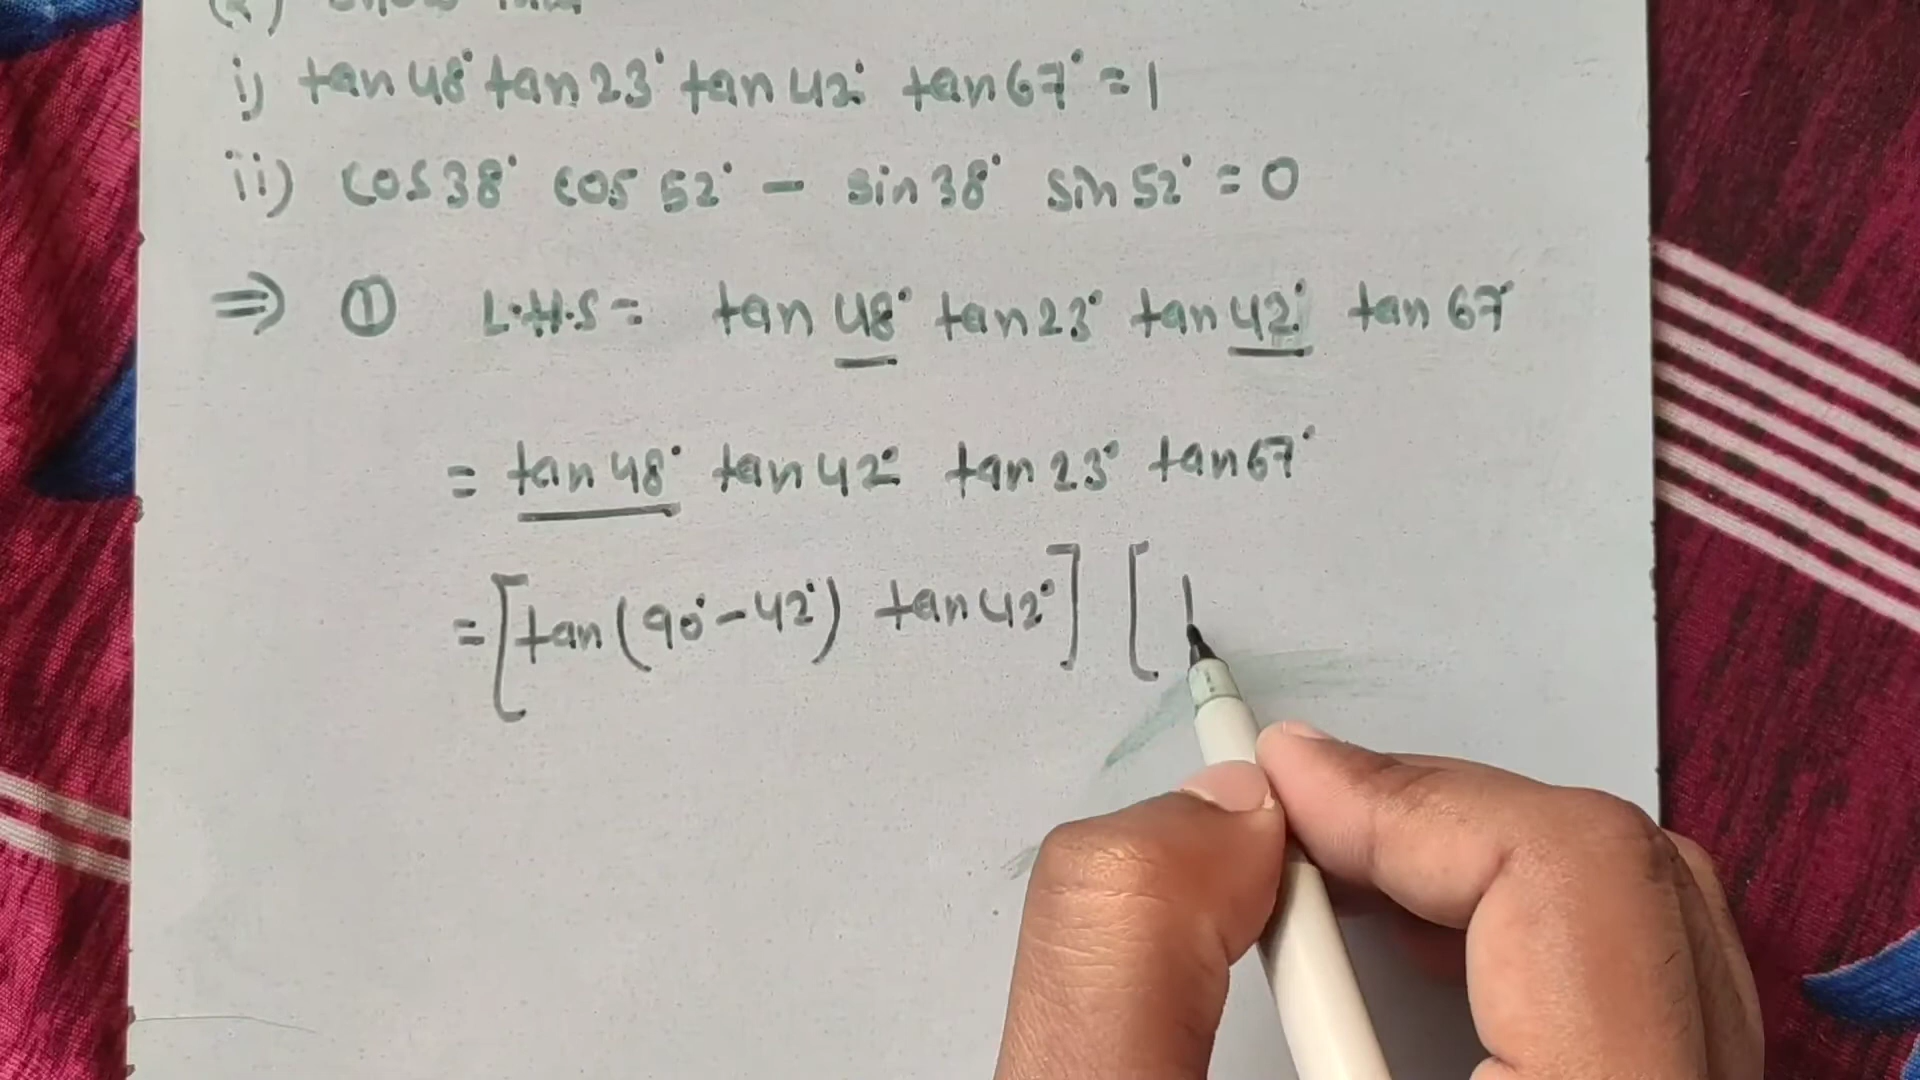 i) tan 48° tan 23° tan 42° tan 67° = 1
ii) cos 38° cos 52° - sin 38° sin 52° = 0
⇒ ① L.H.S = tan 48° tan 23° tan 42° tan 67°
= tan 48° tan 42° tan 23° tan 67°
= [tan (90° - 42°) tan 42°] [